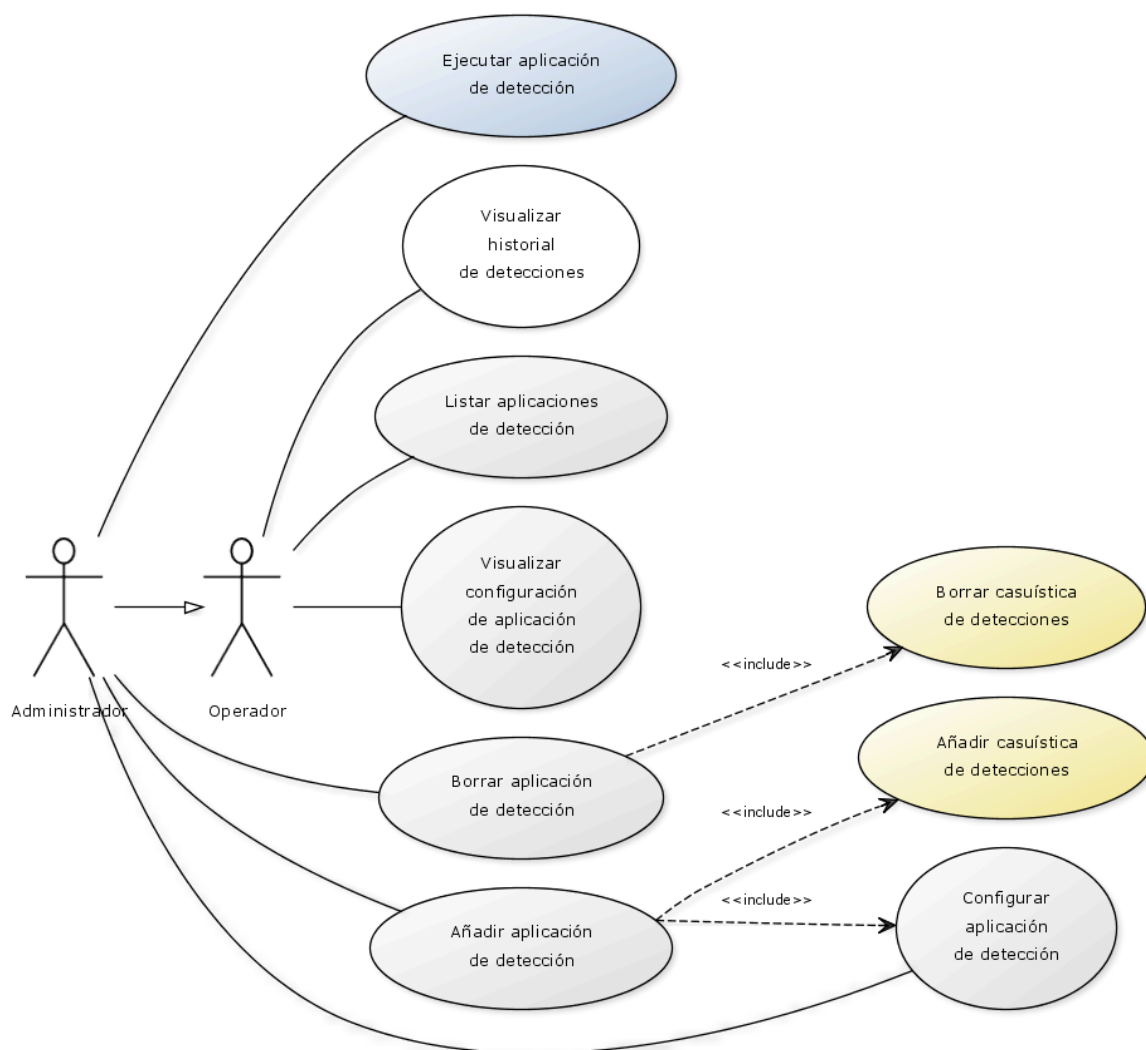 Ejecutar aplicación
de detección
Visualizar
historial
de detecciones
Listar aplicaciones
de detección
Visualizar
configuración
de aplicación
de detección
Borrar casuística
de detecciones
<<include>>
Administrador
Operador
Añadir casuística
de detecciones
Borrar aplicación
de detección
<<include>>
<<include>>
Configurar
aplicación
de detección
Añadir aplicación
de detección